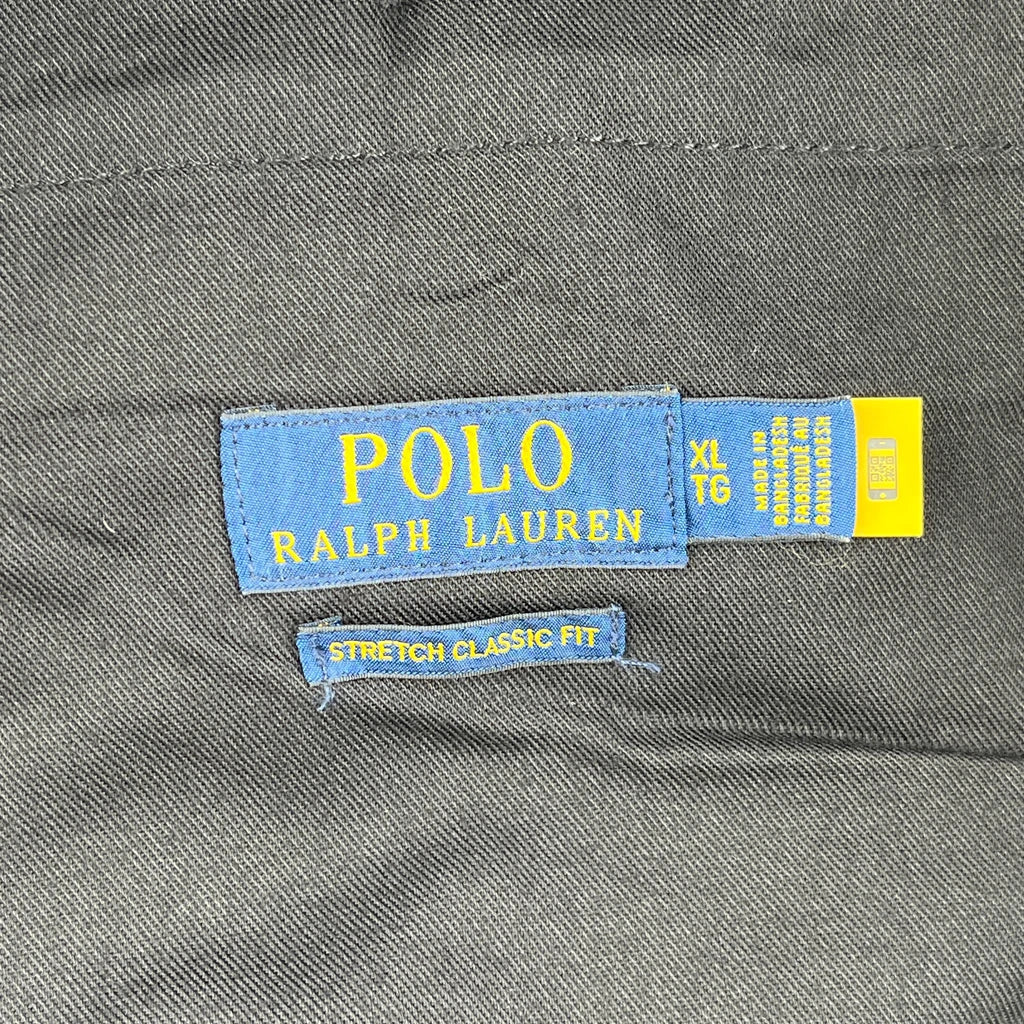 POLO
RALPH LAUREN
XL
TG
MADE IN
BANGLADESH
FABRIQUÉ AU
BANGLADESH
STRETCH CLASSIC FIT